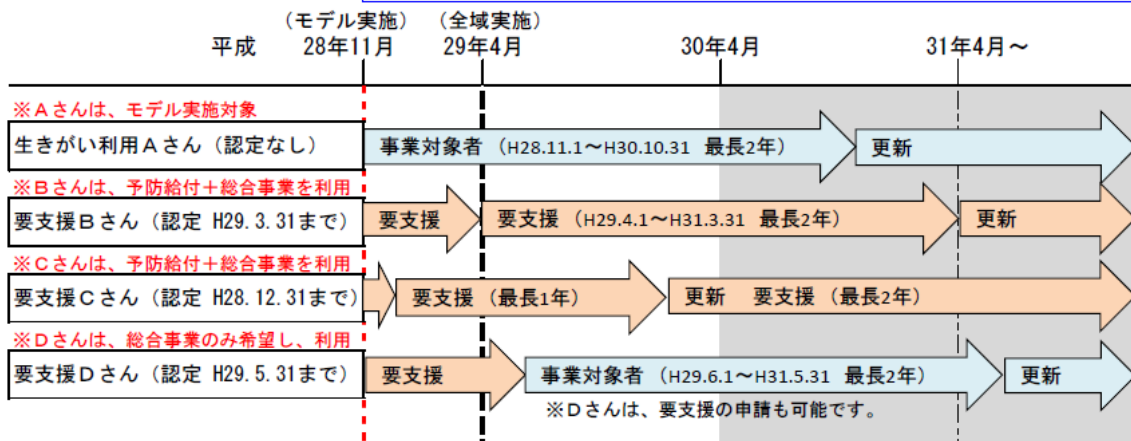 （モデル実施）　（全域実施）
平成　28年11月　29年4月　30年4月　31年4月～
※Ａさんは、モデル実施対象
生きがい利用Ａさん（認定なし）　事業対象者（H28.11.1～H30.10.31　最長2年）　更新
※Ｂさんは、予防給付＋総合事業を利用
要支援Ｂさん（認定 H29.3.31まで）　要支援　要支援（H29.4.1～H31.3.31　最長2年）　更新
※Ｃさんは、予防給付＋総合事業を利用
要支援Ｃさん（認定 H28.12.31まで）　要支援（最長1年）　更新　要支援（最長2年）
※Ｄさんは、総合事業のみ希望し、利用
要支援Ｄさん（認定 H29.5.31まで）　要支援　事業対象者（H29.6.1～H31.5.31　最長2年）　更新
※Ｄさんは、要支援の申請も可能です。